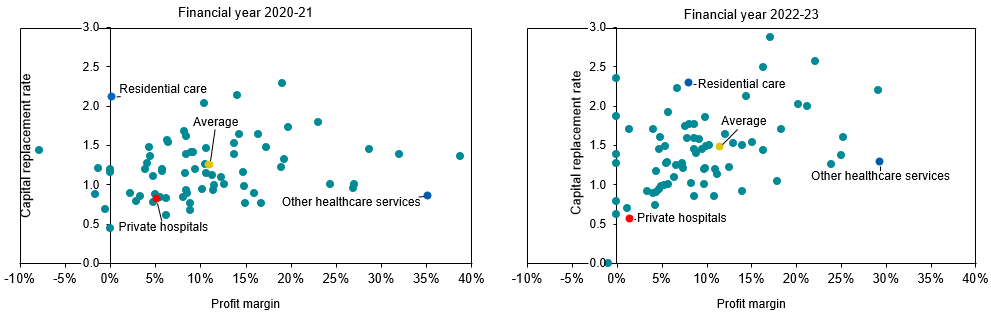 Financial year 2020-21
3.0
2.5
Residential care
2.0
Average
1.5
Capital replacement rate
1.0
Other healthcare services
0.5
Private hospitals
0.0
-10% -5% 0% 5% 10% 15% 20% 25% 30% 35% 40%
Profit margin
Financial year 2022-23
3.0
2.5
Residential care
2.0
Average
1.5
Capital replacement rate
Other healthcare services
1.0
0.5
Private hospitals
0.0
-10% -5% 0% 5% 10% 15% 20% 25% 30% 35% 40%
Profit margin